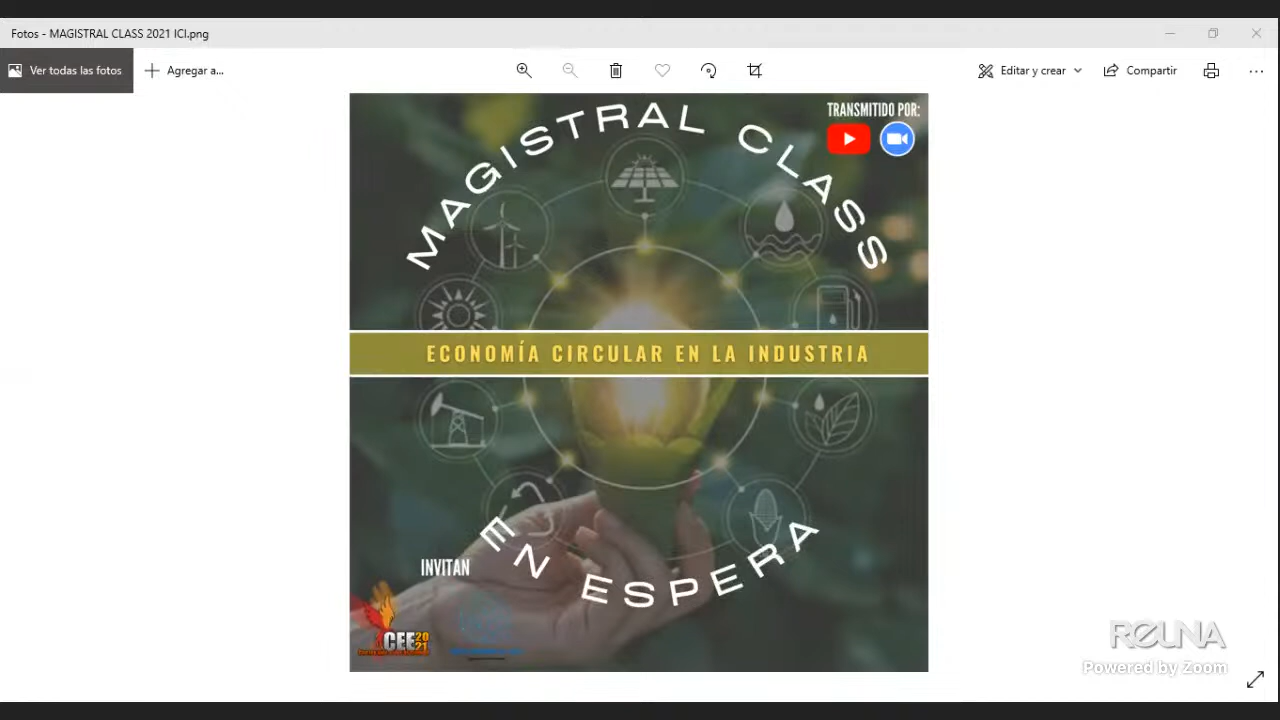 Fotos - MAGISTRAL CLASS 2021 ICI.png
Ver todas las fotos
Agregar a...
Editar y crear
Compartir
TRANSMITIDO POR:
MAGISTRAL CLASS
ECONOMÍA CIRCULAR EN LA INDUSTRIA
EN ESPERA
INVITAN
CEE 2021
REUNA
Powered by Zoom